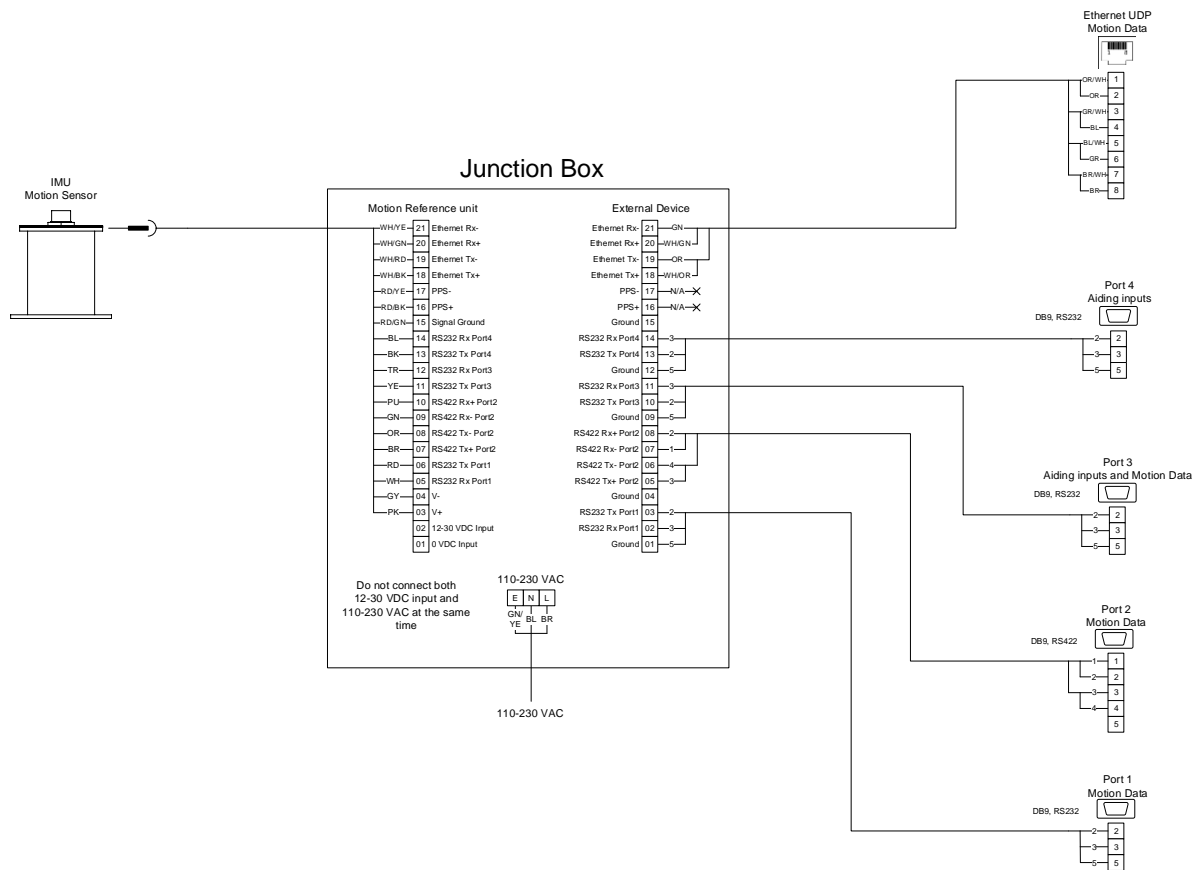 Ethernet UDP
Motion Data
OR/WH 1
OR 2
GR/WH 3
BL 4
BL/WH 5
GR 6
BR/WH 7
BR 8
IMU
Motion Sensor
Junction Box
Motion Reference unit
WH/YE 21 Ethernet Rx-
WH/GN 20 Ethernet Rx+
WH/RD 19 Ethernet Tx-
WH/BK 18 Ethernet Tx+
RD/YE 17 PPS-
RD/BK 16 PPS+
RD/GN 15 Signal Ground
BL 14 RS232 Rx Port4
BK 13 RS232 Tx Port4
TR 12 RS232 Rx Port3
YE 11 RS232 Tx Port3
PU 10 RS422 Rx+ Port2
GN 09 RS422 Rx- Port2
OR 08 RS422 Tx- Port2
BR 07 RS422 Tx+ Port2
RD 06 RS232 Tx Port1
WH 05 RS232 Rx Port1
GY 04 V-
PK 03 V+
02 12-30 VDC Input
01 0 VDC Input
External Device
Ethernet Rx- 21 GN
Ethernet Rx+ 20 WH/GN
Ethernet Tx- 19 OR
Ethernet Tx+ 18 WH/OR
PPS- 17 N/A
PPS+ 16 N/A
Ground 15
RS232 Rx Port4 14 3
RS232 Tx Port4 13 2
Ground 12 5
RS232 Rx Port3 11 3
RS232 Tx Port3 10 2
Ground 09 5
RS422 Rx+ Port2 08 2
RS422 Rx- Port2 07 1
RS422 Tx- Port2 06 4
RS422 Tx+ Port2 05 3
Ground 04
RS232 Tx Port1 03 2
RS232 Rx Port1 02 3
Ground 01 5
Do not connect both
12-30 VDC input and
110-230 VAC at the same
time
110-230 VAC
E N L
GN/
YE BL BR
110-230 VAC
Port 4
Aiding inputs
DB9, RS232
2 2
3 3
5 5
Port 3
Aiding inputs and Motion Data
DB9, RS232
2 2
3 3
5 5
Port 2
Motion Data
DB9, RS422
1 1
2 2
3 3
4 4
5
Port 1
Motion Data
DB9, RS232
2 2
3 3
5 5